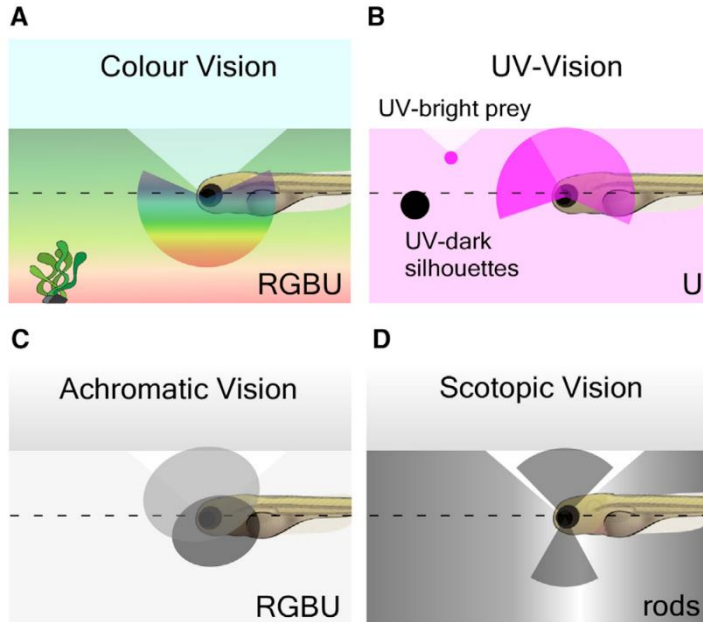 A
Colour Vision
RGBU
B
UV-Vision
UV-bright prey
UV-dark
silhouettes
U
C
Achromatic Vision
RGBU
D
Scotopic Vision
rods